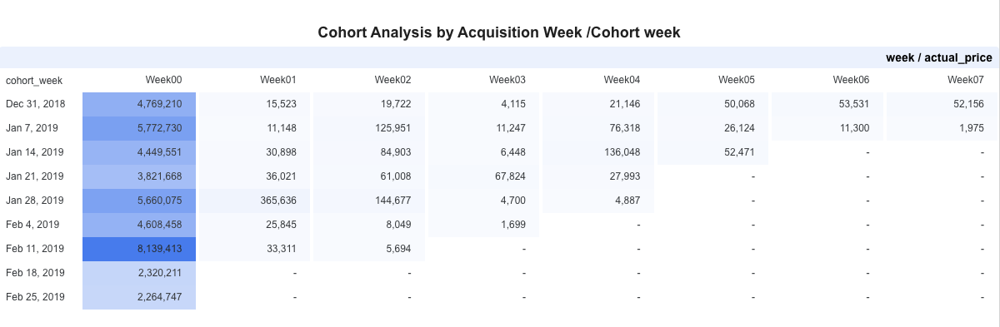 Cohort Analysis by Acquisition Week /Cohort week
week / actual_price
cohort_week Week00 Week01 Week02 Week03 Week04 Week05 Week06 Week07
Dec 31, 2018 4,769,210 15,523 19,722 4,115 21,146 50,068 53,531 52,156
Jan 7, 2019 5,772,730 11,148 125,951 11,247 76,318 26,124 11,300 1,975
Jan 14, 2019 4,449,551 30,898 84,903 6,448 136,048 52,471 - -
Jan 21, 2019 3,821,668 36,021 61,008 67,824 27,993 - - -
Jan 28, 2019 5,660,075 365,636 144,677 4,700 4,887 - - -
Feb 4, 2019 4,608,458 25,845 8,049 1,699 - - - -
Feb 11, 2019 8,139,413 33,311 5,694 - - - - -
Feb 18, 2019 2,320,211 - - - - - - -
Feb 25, 2019 2,264,747 - - - - - - -